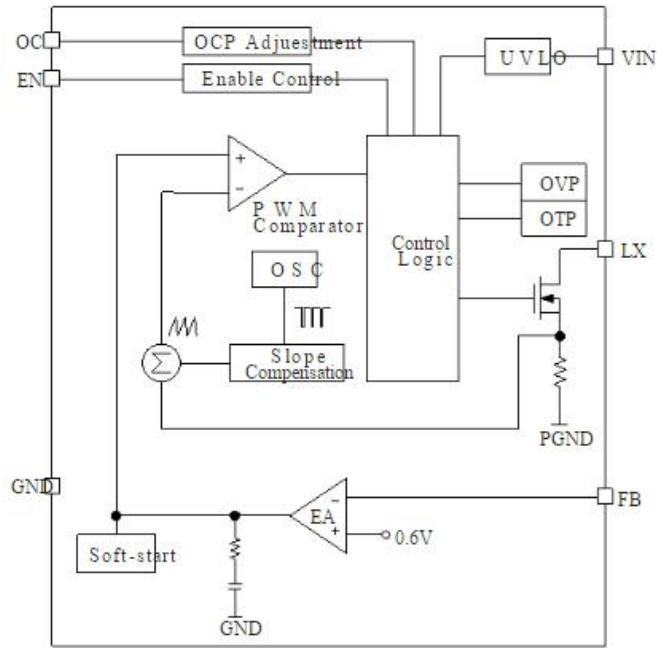 OC
OCP Adjuestment
EN
Enable Control
UVLO
VIN
+
−
PWM
Comparator
OVP
OTP
Control
Logic
LX
OSC
Σ
Slope
Compensation
PGND
GND
FB
−
EA
+
0.6V
Soft-start
GND